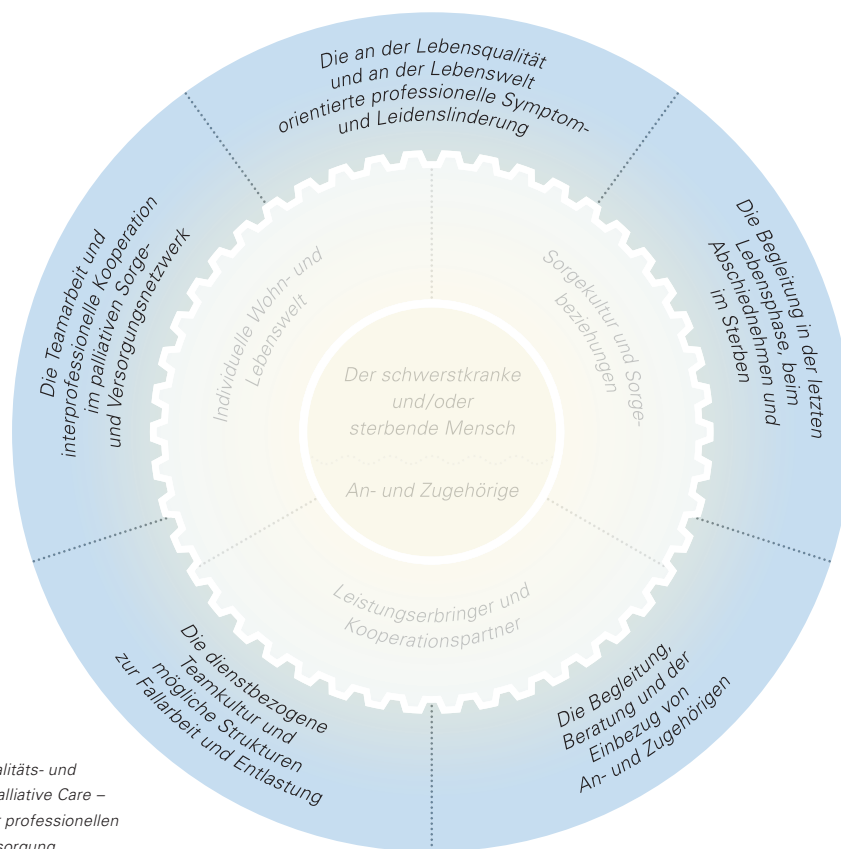 Die an der Lebensqualität
und an der Lebenswelt
orientierte professionelle Symptom-
und Leidenslinderung
Die Begleitung in der letzten
Lebensphase, beim
Abschiednehmen und
im Sterben
Die Begleitung,
Beratung und der
Einbezug von
An- und Zugehörigen
Die dienstbezogene
Teamkultur und
mögliche Strukturen
zur Fallarbeit und Entlastung
Die Teamarbeit und
interprofessionelle Kooperation
im palliativen Sorge-
und Versorgungsnetzwerk
Individuelle Wohn- und
Lebenswelt
Sorgekultur und Sorge-
beziehungen
Leistungserbringer und
Kooperationspartner
Der schwerstkranke
und/oder
sterbende Mensch
An- und Zugehörige
alitäts- und
alliative Care –
professionellen
sorgung